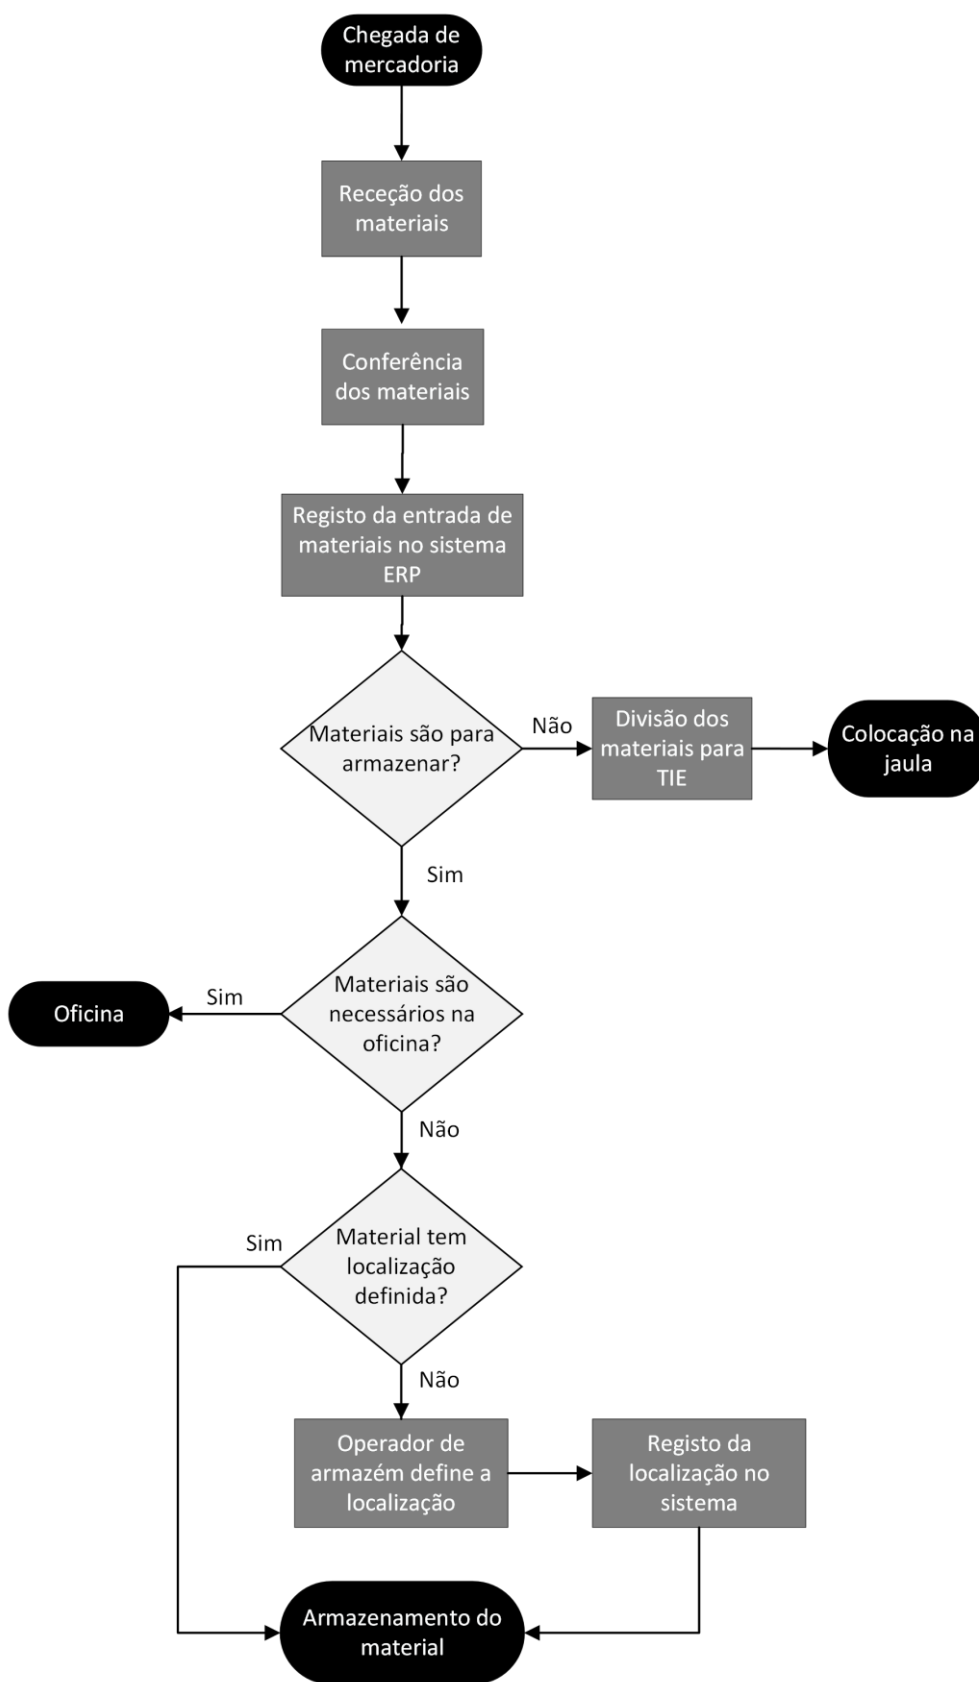 Chegada de
mercadoria
Receção dos
materiais
Conferência
dos materiais
Registo da entrada de
materiais no sistema
ERP
Materiais são para
armazenar?
Não
Divisão dos
materiais para
TIE
Colocação na
jaula
Sim
Materiais são
necessários na
oficina?
Sim
Oficina
Não
Material tem
localização
definida?
Sim
Não
Operador de
armazém define a
localização
Registo da
localização no
sistema
Armazenamento do
material